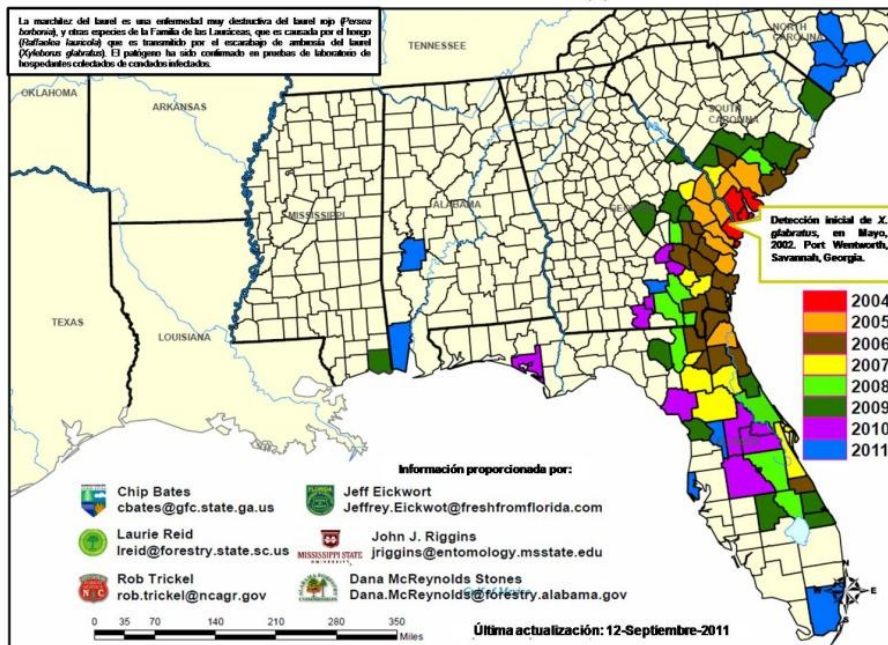 La marchitez del laurel es una enfermedad muy destructiva del laurel rojo (Persea
borbonia), y otras especies de la Familia de las Lauráceas, que es causada por el hongo
(Raffaelea lauricola) que es transmitido por el escarabajo de ambrosia del laurel
(Xyleborus glabratus). El patógeno ha sido confirmado en pruebas de laboratorio de
hospedantes colectados de condados infectados.
NORTH
CAROLINA
TENNESSEE
OKLAHOMA
ARKANSAS
SOUTH
CAROLINA
MISSISSIPPI
ALABAMA
Detección inicial de X.
glabratus, en Mayo,
2002. Port Wentworth,
Savannah, Georgia.
TEXAS
LOUISIANA
2004
2005
2006
2007
2008
2009
2010
2011
Información proporcionada por:
Chip Bates
cbates@gfc.state.ga.us
Jeff Eickwort
Jeffrey.Eickwot@freshfromflorida.com
Laurie Reid
lreid@forestry.state.sc.us
MISSISSIPPI STATE
UNIVERSITY
John J. Riggins
jriggins@entomology.msstate.edu
Rob Trickel
rob.trickel@ncagr.gov
Dana McReynolds Stones
Dana.McReynolds@forestry.alabama.gov
Gulf of Mexico
0 35 70 140 210 280 350
Miles
Última actualización: 12-Septiembre-2011
N
E
S